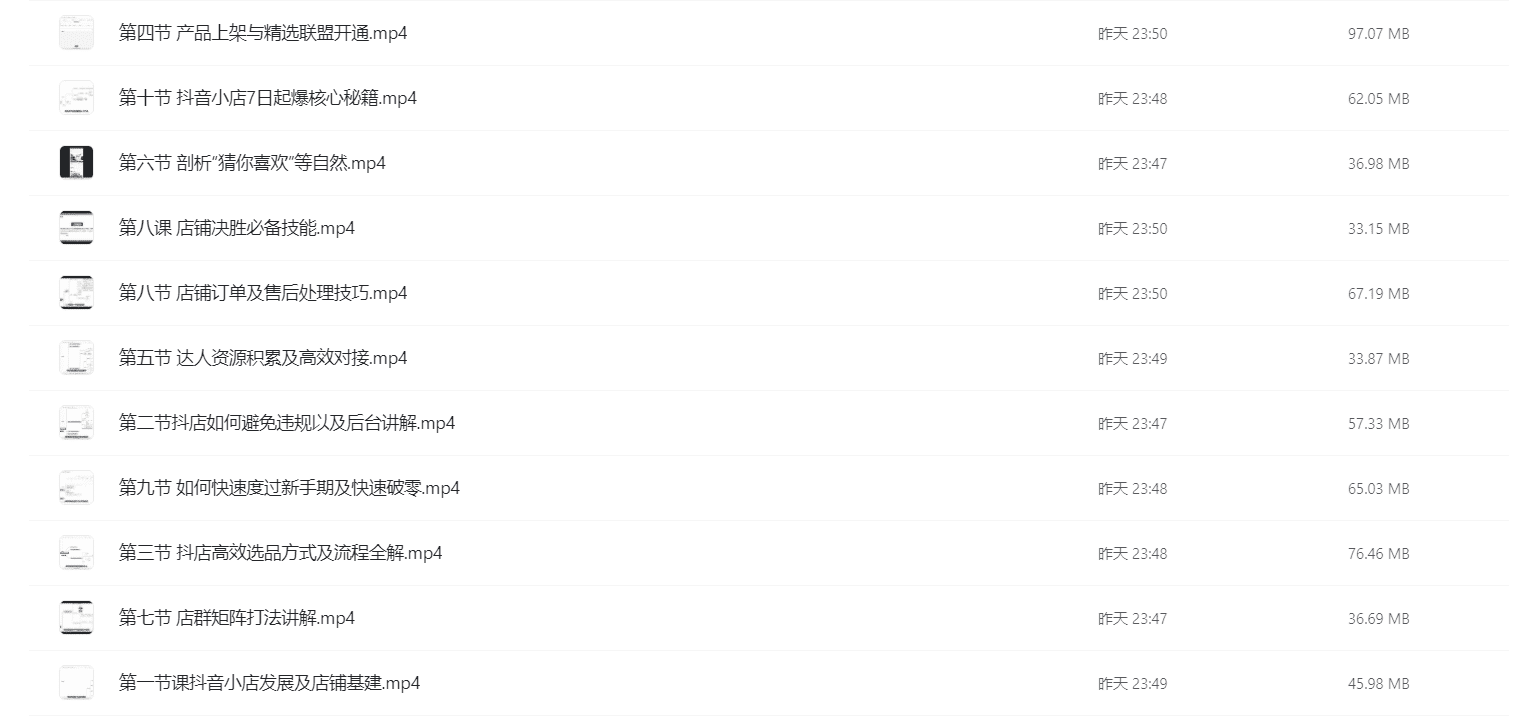 第四节 产品上架与精选联盟开通.mp4 昨天 23:50 97.07 MB
第十节 抖音小店7日起爆核心秘籍.mp4 昨天 23:48 62.05 MB
第六节 剖析“猜你喜欢”等自然.mp4 昨天 23:47 36.98 MB
第八课 店铺决胜必备技能.mp4 昨天 23:50 33.15 MB
第八节 店铺订单及售后处理技巧.mp4 昨天 23:50 67.19 MB
第五节 达人资源积累及高效对接.mp4 昨天 23:49 33.87 MB
第二节抖店如何避免违规以及后台讲解.mp4 昨天 23:47 57.33 MB
第九节 如何快速度过新手期及快速破零.mp4 昨天 23:48 65.03 MB
第三节 抖店高效选品方式及流程全解.mp4 昨天 23:48 76.46 MB
第七节 店群矩阵打法讲解.mp4 昨天 23:47 36.69 MB
第一节课抖音小店发展及店铺基建.mp4 昨天 23:49 45.98 MB